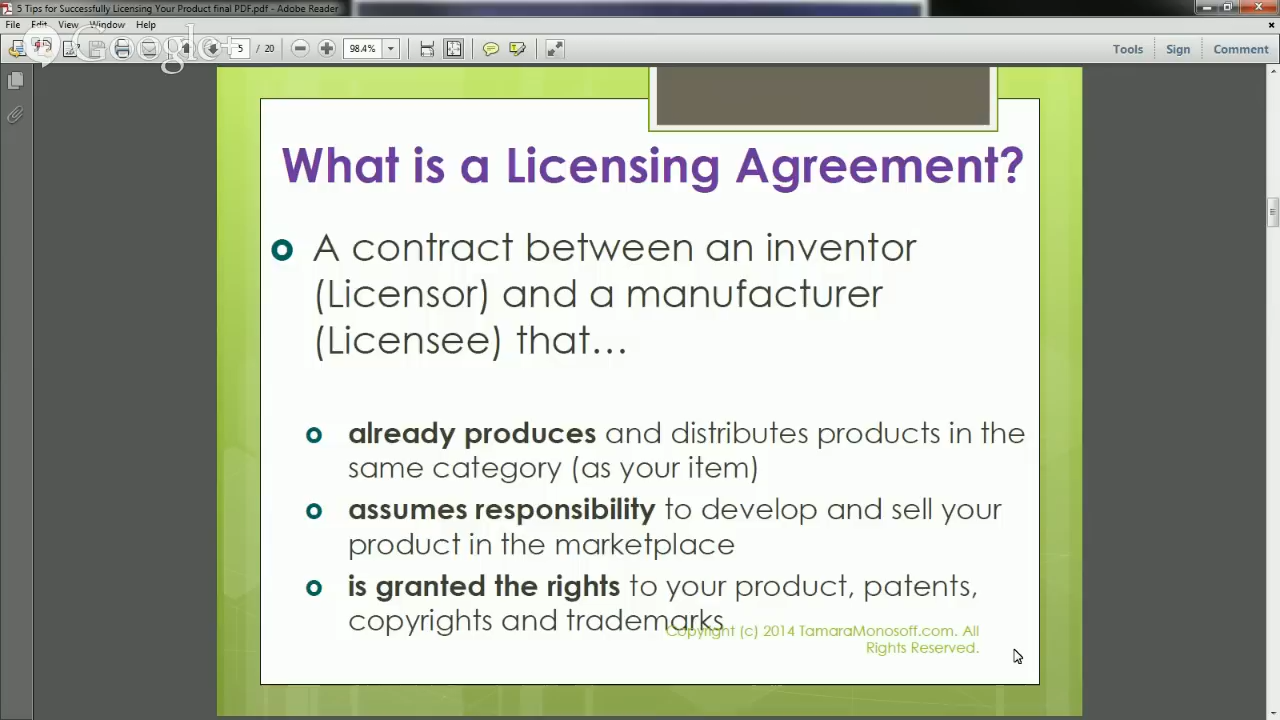 5 Tips for Successfully Licensing Your Product final PDF.pdf - Adobe Reader
File Edit View Window Help
Google+
5 / 20 98.4% Tools Sign Comment
What is a Licensing Agreement?
A contract between an inventor
(Licensor) and a manufacturer
(Licensee) that…
already produces and distributes products in the
same category (as your item)
assumes responsibility to develop and sell your
product in the marketplace
is granted the rights to your product, patents,
copyrights and trademarks
Copyright (c) 2014 TamaraMonosoff.com. All
Rights Reserved.